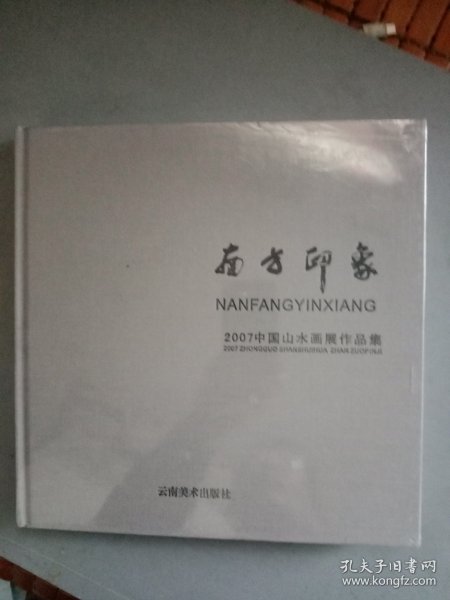 南方印象
NANFANGYINXIANG
2007中国山水画展作品集
2007 ZHONGGUO SHANSHUIHUA ZHAN ZUOPINJI
云南美术出版社
孔夫子旧书网
www.kongfz.com